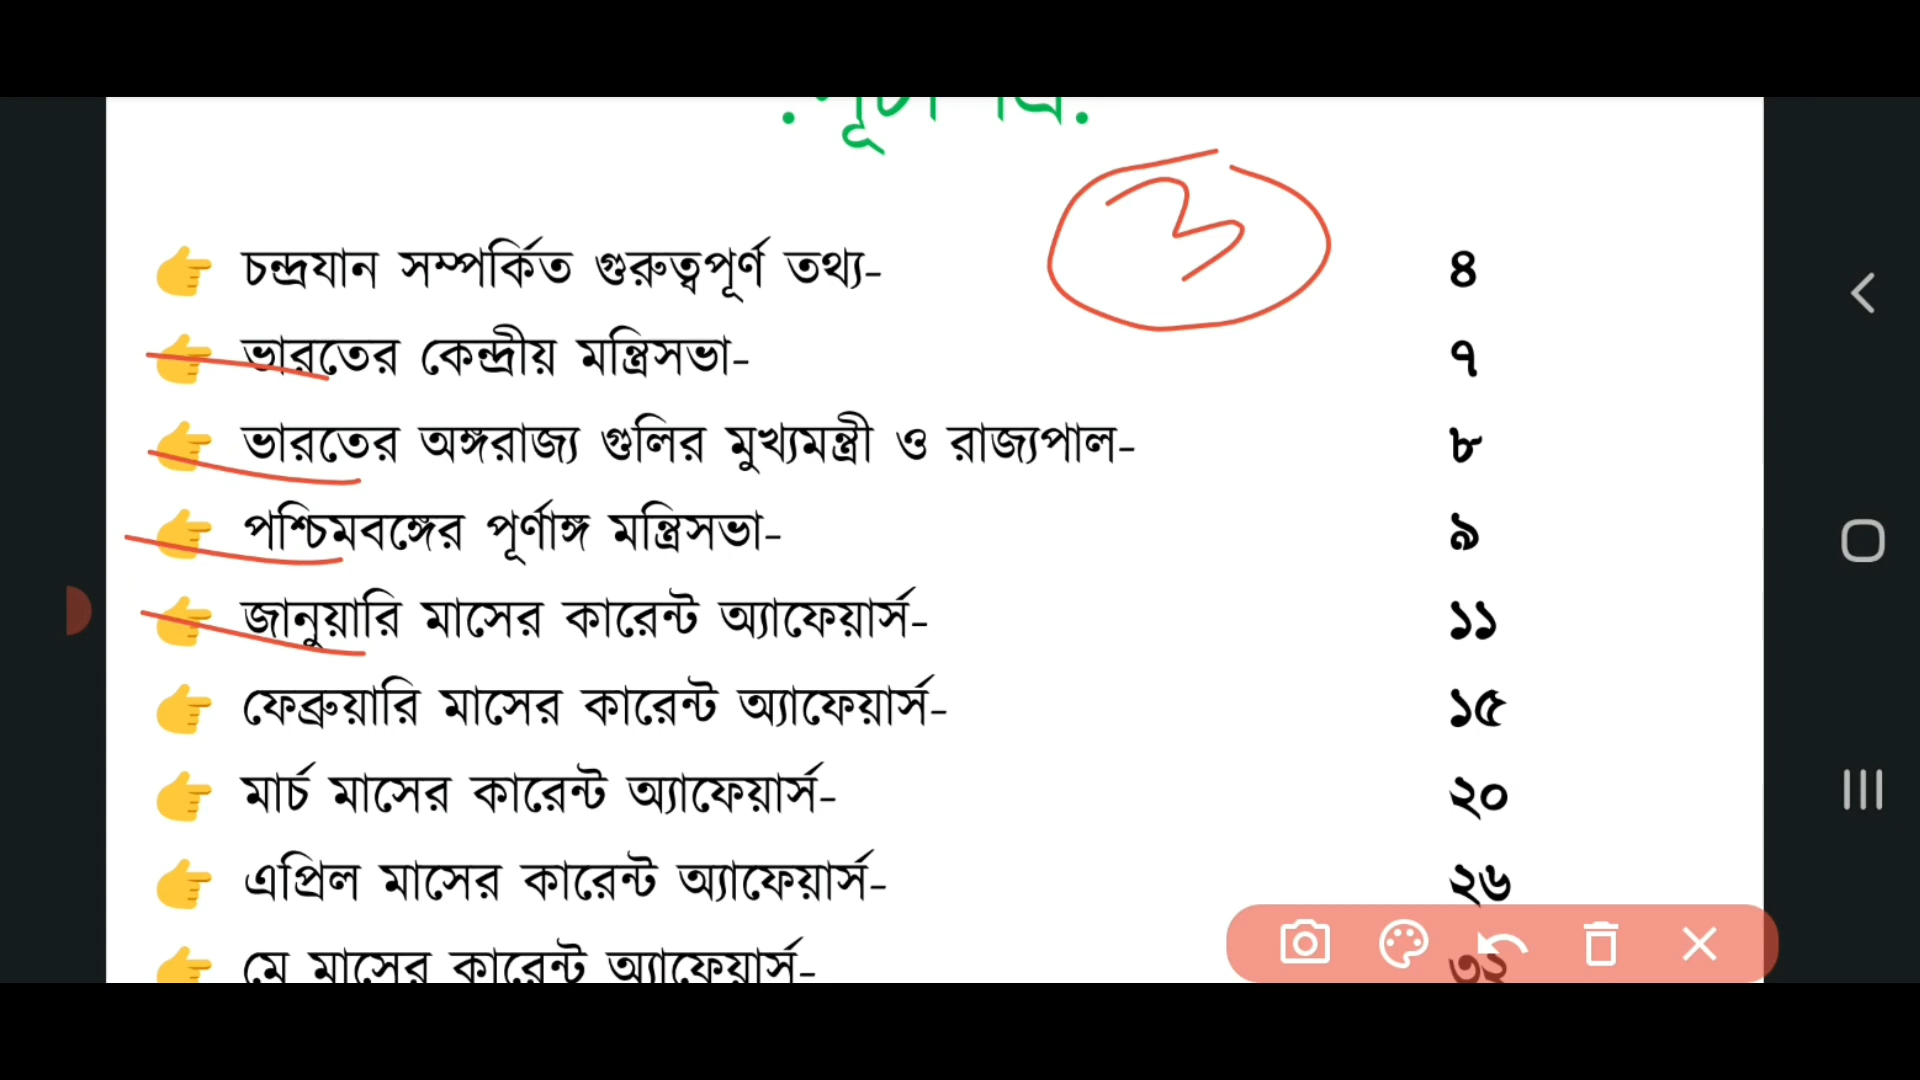 চন্দ্রযান সম্পর্কিত গুরুত্বপূর্ণ তথ্য- ৪
ভারতের কেন্দ্রীয় মন্ত্রিসভা- ৭
ভারতের অঙ্গরাজ্য গুলির মুখ্যমন্ত্রী ও রাজ্যপাল- ৮
পশ্চিমবঙ্গের পূর্ণাঙ্গ মন্ত্রিসভা- ৯
জানুয়ারি মাসের কারেন্ট অ্যাফেয়ার্স- ১১
ফেব্রুয়ারি মাসের কারেন্ট অ্যাফেয়ার্স- ১৫
মার্চ মাসের কারেন্ট অ্যাফেয়ার্স- ২০
এপ্রিল মাসের কারেন্ট অ্যাফেয়ার্স- ২৬
মে মাসের কারেন্ট অ্যাফেয়ার্স- ৩২